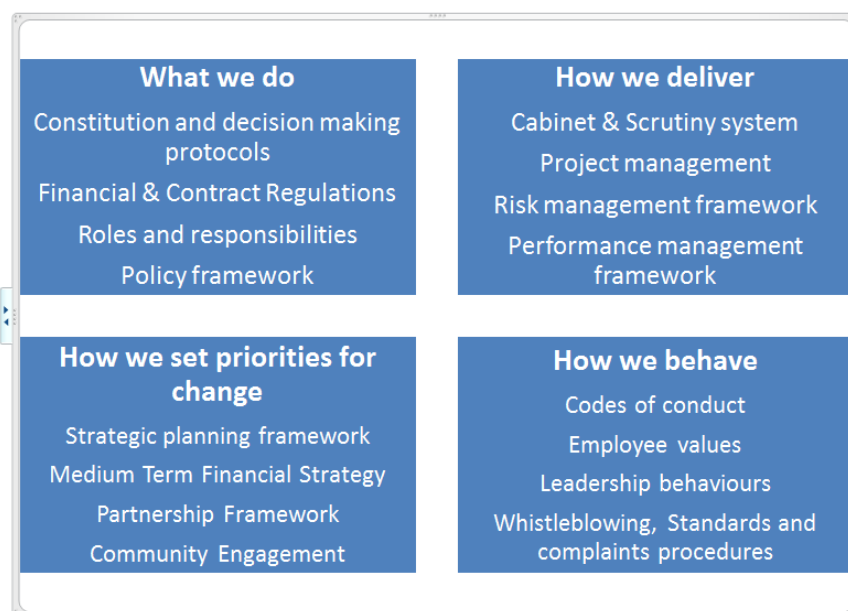 What we do
Constitution and decision making
protocols
Financial & Contract Regulations
Roles and responsibilities
Policy framework
How we deliver
Cabinet & Scrutiny system
Project management
Risk management framework
Performance management
framework
How we set priorities for
change
Strategic planning framework
Medium Term Financial Strategy
Partnership Framework
Community Engagement
How we behave
Codes of conduct
Employee values
Leadership behaviours
Whistleblowing, Standards and
complaints procedures